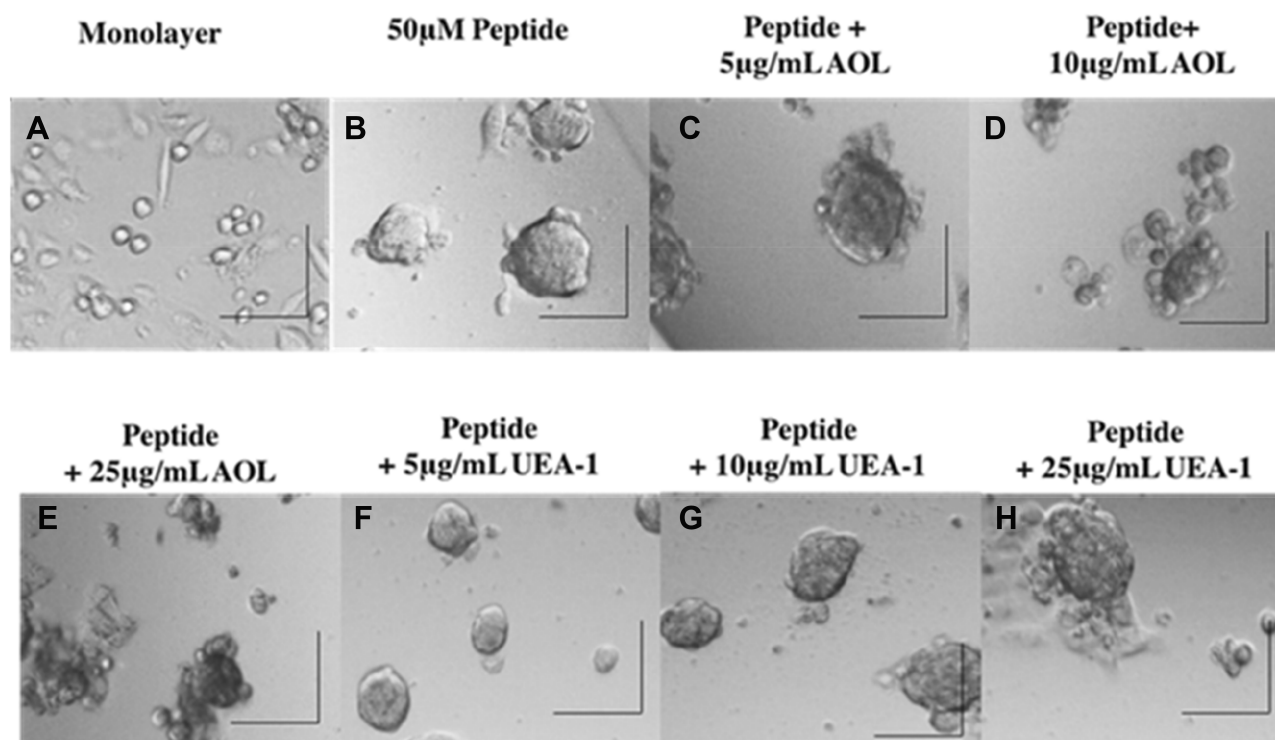 Monolayer
50µM Peptide
Peptide +
5µg/mL AOL
Peptide+
10µg/mL AOL
A
B
C
D
Peptide
+ 25µg/mL AOL
Peptide
+ 5µg/mL UEA-1
Peptide
+ 10µg/mL UEA-1
Peptide
+ 25µg/mL UEA-1
E
F
G
H